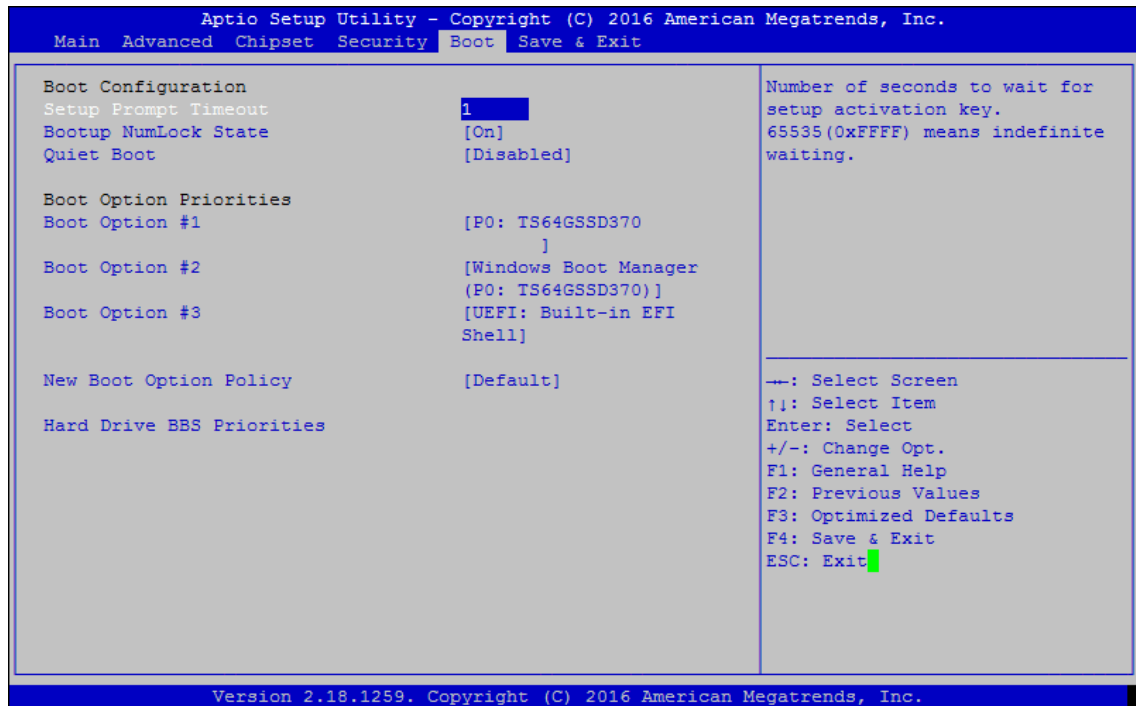 Aptio Setup Utility – Copyright (C) 2016 American Megatrends, Inc.
Main Advanced Chipset Security Boot Save & Exit
Boot Configuration
Setup Prompt Timeout 1
Bootup NumLock State [On]
Quiet Boot [Disabled]
Boot Option Priorities
Boot Option #1 [P0: TS64GSSD370
]
Boot Option #2 [Windows Boot Manager
(P0: TS64GSSD370)]
Boot Option #3 [UEFI: Built-in EFI
Shell]
New Boot Option Policy [Default]
Hard Drive BBS Priorities
Number of seconds to wait for
setup activation key.
65535(0xFFFF) means indefinite
waiting.
→←: Select Screen
↑↓: Select Item
Enter: Select
+/-: Change Opt.
F1: General Help
F2: Previous Values
F3: Optimized Defaults
F4: Save & Exit
ESC: Exit
Version 2.18.1259. Copyright (C) 2016 American Megatrends, Inc.